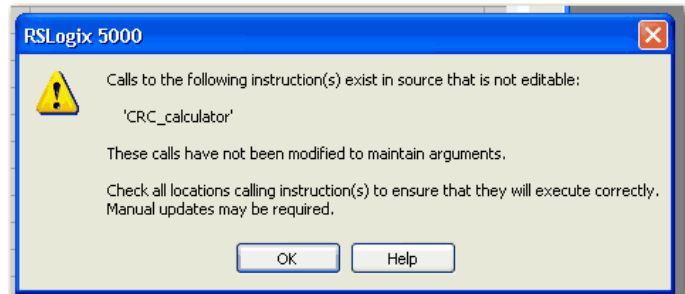 RSLogix 5000
Calls to the following instruction(s) exist in source that is not editable:
'CRC_calculator'
These calls have not been modified to maintain arguments.
Check all locations calling instruction(s) to ensure that they will execute correctly.
Manual updates may be required.
OK
Help